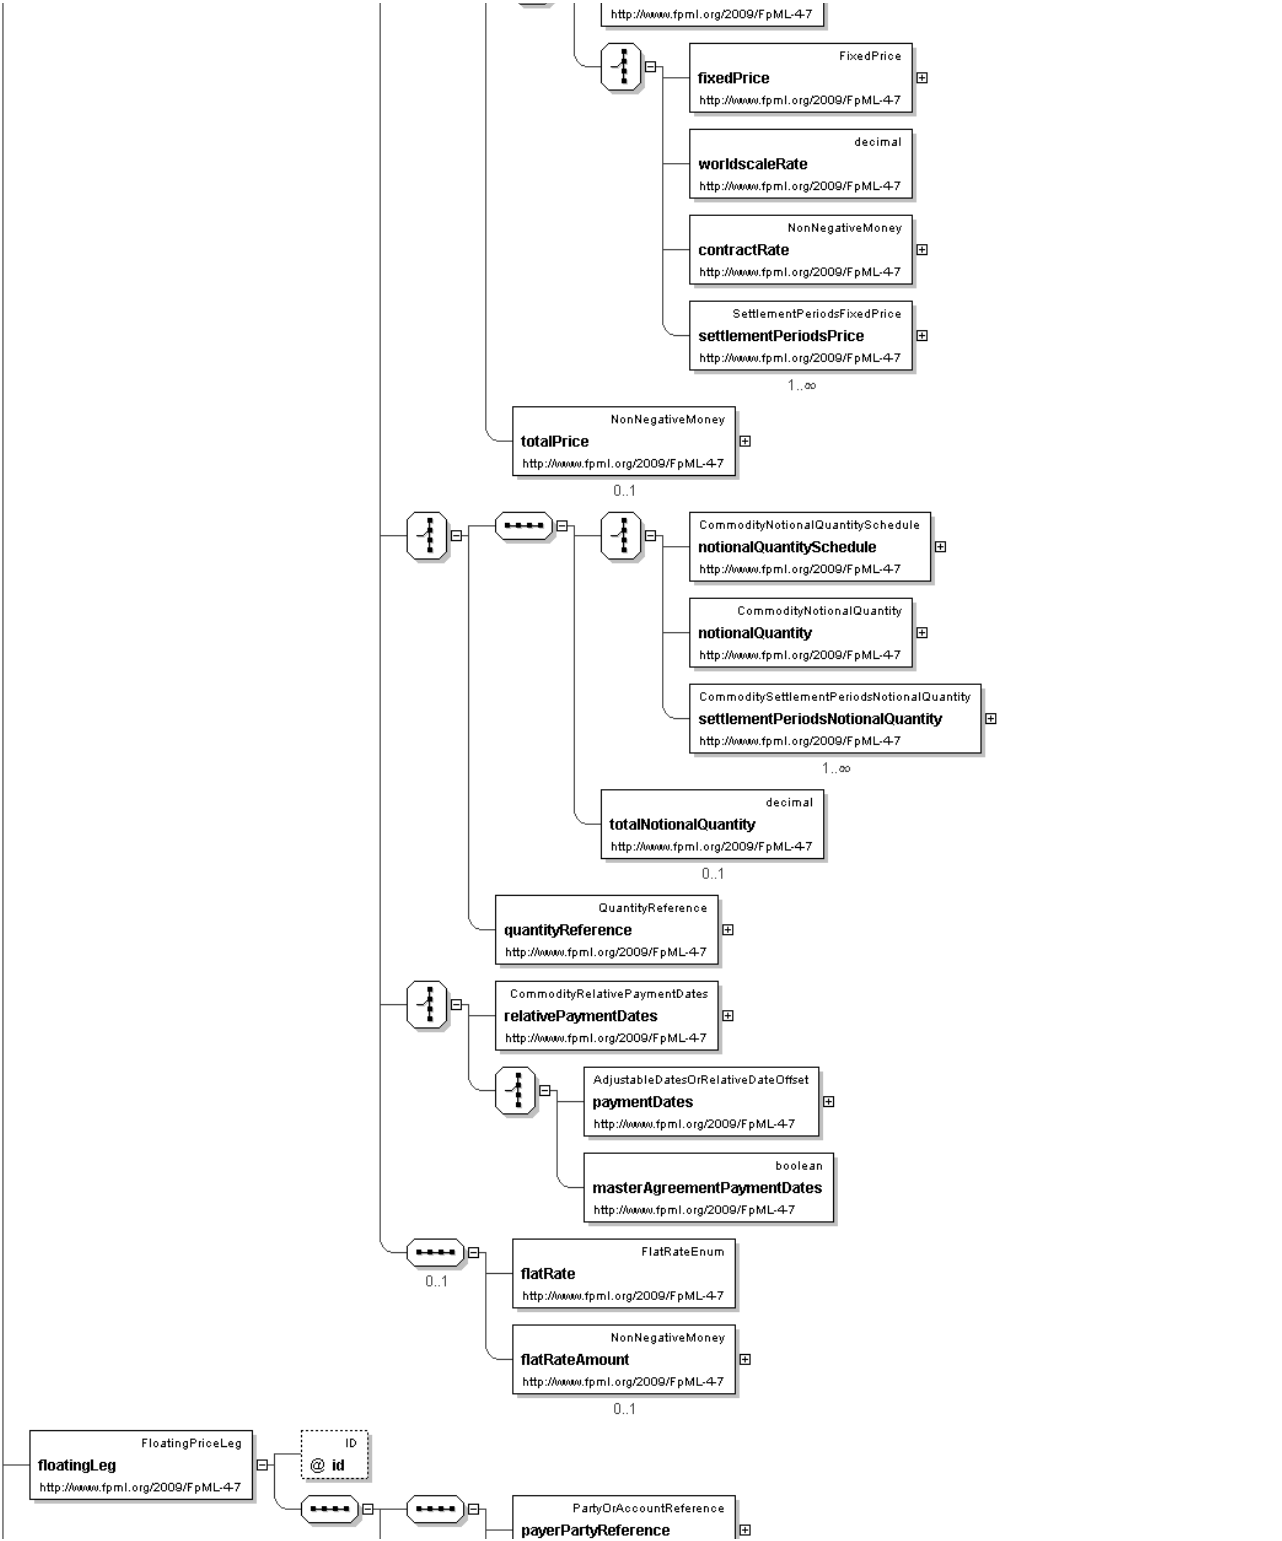 http://www.fpml.org/2009/FpML-4-7
FixedPrice
fixedPrice
http://www.fpml.org/2009/FpML-4-7
decimal
worldscaleRate
http://www.fpml.org/2009/FpML-4-7
NonNegativeMoney
contractRate
http://www.fpml.org/2009/FpML-4-7
SettlementPeriodsFixedPrice
settlementPeriodsPrice
http://www.fpml.org/2009/FpML-4-7
1..∞
NonNegativeMoney
totalPrice
http://www.fpml.org/2009/FpML-4-7
0..1
CommodityNotionalQuantitySchedule
notionalQuantitySchedule
http://www.fpml.org/2009/FpML-4-7
CommodityNotionalQuantity
notionalQuantity
http://www.fpml.org/2009/FpML-4-7
CommoditySettlementPeriodsNotionalQuantity
settlementPeriodsNotionalQuantity
http://www.fpml.org/2009/FpML-4-7
1..∞
decimal
totalNotionalQuantity
http://www.fpml.org/2009/FpML-4-7
0..1
QuantityReference
quantityReference
http://www.fpml.org/2009/FpML-4-7
CommodityRelativePaymentDates
relativePaymentDates
http://www.fpml.org/2009/FpML-4-7
AdjustableDatesOrRelativeDateOffset
paymentDates
http://www.fpml.org/2009/FpML-4-7
boolean
masterAgreementPaymentDates
http://www.fpml.org/2009/FpML-4-7
0..1
FlatRateEnum
flatRate
http://www.fpml.org/2009/FpML-4-7
NonNegativeMoney
flatRateAmount
http://www.fpml.org/2009/FpML-4-7
0..1
FloatingPriceLeg
floatingLeg
http://www.fpml.org/2009/FpML-4-7
ID
@ id
PartyOrAccountReference
payerPartyReference